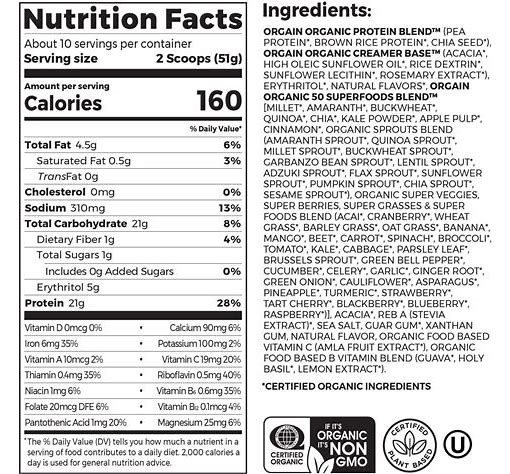 Nutrition Facts
About 10 servings per container
Serving size 2 Scoops (51g)
Amount per serving
Calories 160
% Daily Value*
Total Fat 4.5g 6%
Saturated Fat 0.5g 3%
TransFat 0g
Cholesterol 0mg 0%
Sodium 310mg 13%
Total Carbohydrate 21g 8%
Dietary Fiber 1g 4%
Total Sugars 1g
Includes 0g Added Sugars 0%
Erythritol 5g
Protein 21g 28%
Vitamin D 0mcg 0% • Calcium 90mg 6%
Iron 6mg 35% • Potassium 100mg 2%
Vitamin A 10mcg 2% • Vitamin C 19mg 20%
Thiamin 0.4mg 35% • Riboflavin 0.5mg 40%
Niacin 1mg 6% • Vitamin B6 0.6mg 35%
Folate 20mcg DFE 6% • Vitamin B12 0.1mcg 4%
Pantothenic Acid 1mg 20% • Magnesium 25mg 6%
*The % Daily Value (DV) tells you how much a nutrient in a
serving of food contributes to a daily diet. 2,000 calories a
day is used for general nutrition advice.
Ingredients:
ORGAIN ORGANIC PROTEIN BLEND™ (PEA
PROTEIN*, BROWN RICE PROTEIN*, CHIA SEED*),
ORGAIN ORGANIC CREAMER BASE™ (ACACIA*,
HIGH OLEIC SUNFLOWER OIL*, RICE DEXTRIN*,
SUNFLOWER LECITHIN*, ROSEMARY EXTRACT*),
ERYTHRITOL*, NATURAL FLAVORS*, ORGAIN
ORGANIC 50 SUPERFOODS BLEND™
[MILLET*, AMARANTH*, BUCKWHEAT*,
QUINOA*, CHIA*, KALE POWDER*, APPLE PULP*,
CINNAMON*, ORGANIC SPROUTS BLEND
(AMARANTH SPROUT*, QUINOA SPROUT*,
MILLET SPROUT*, BUCKWHEAT SPROUT*,
GARBANZO BEAN SPROUT*, LENTIL SPROUT*,
ADZUKI SPROUT*, FLAX SPROUT*, SUNFLOWER
SPROUT*, PUMPKIN SPROUT*, CHIA SPROUT*,
SESAME SPROUT*), ORGANIC SUPER VEGGIES,
SUPER BERRIES, SUPER GRASSES & SUPER
FOODS BLEND (ACAI*, CRANBERRY*, WHEAT
GRASS*, BARLEY GRASS*, OAT GRASS*, BANANA*,
MANGO*, BEET*, CARROT*, SPINACH*, BROCCOLI*,
TOMATO*, KALE*, CABBAGE*, PARSLEY LEAF*,
BRUSSELS SPROUT*, GREEN BELL PEPPER*,
CUCUMBER*, CELERY*, GARLIC*, GINGER ROOT*,
GREEN ONION*, CAULIFLOWER*, ASPARAGUS*,
PINEAPPLE*, TURMERIC*, STRAWBERRY*,
TART CHERRY*, BLACKBERRY*, BLUEBERRY*,
RASPBERRY*)], ACACIA*, REB A (STEVIA
EXTRACT)*, SEA SALT, GUAR GUM*, XANTHAN
GUM, NATURAL FLAVOR, ORGANIC FOOD BASED
VITAMIN C (AMLA FRUIT EXTRACT*), ORGANIC
FOOD BASED B VITAMIN BLEND (GUAVA*, HOLY
BASIL*, LEMON EXTRACT*).
*CERTIFIED ORGANIC INGREDIENTS
QAI
CERTIFIED
ORGANIC
IF IT'S
ORGANIC
IT'S NON
GMO
CERTIFIED
PLANT BASED
U